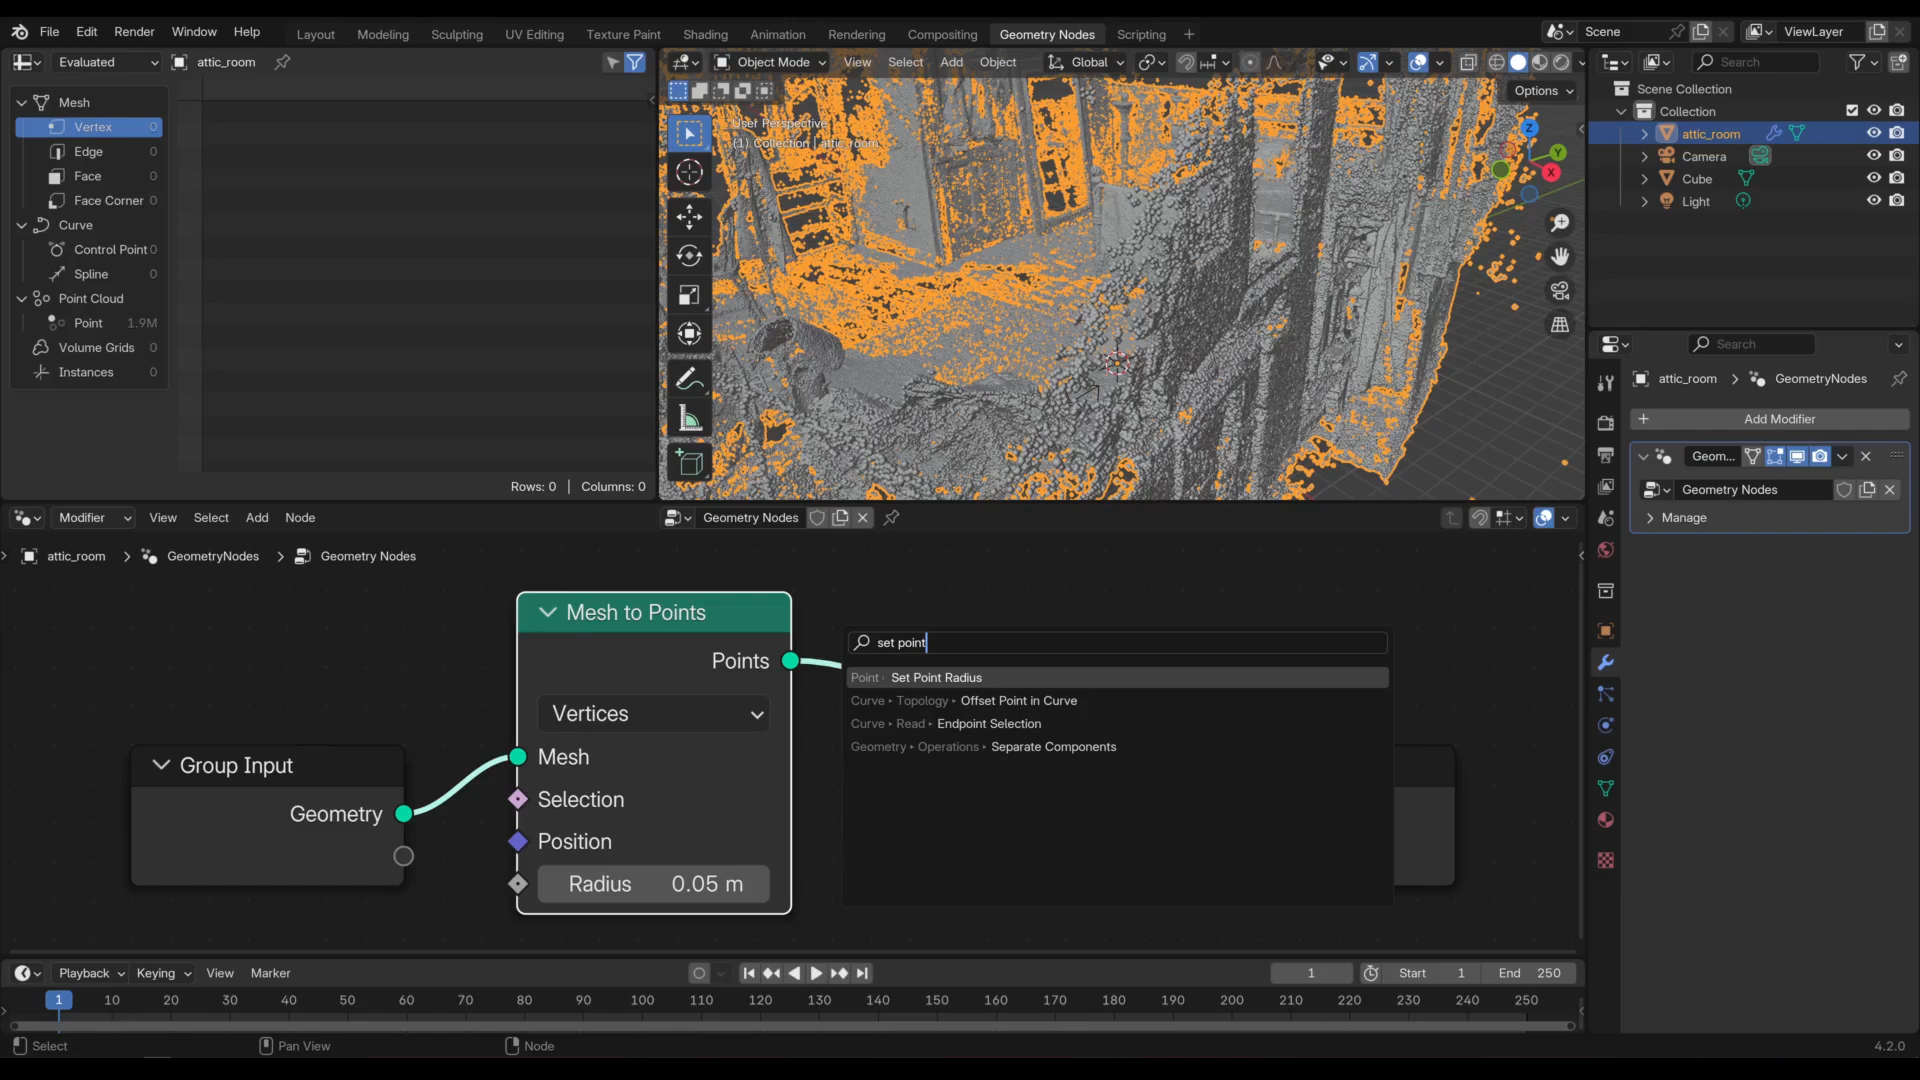 File Edit Render Window Help Layout Modeling Sculpting UV Editing Texture Paint Shading Animation Rendering Compositing Geometry Nodes Scripting + Scene ViewLayer
Evaluated attic_room Object Mode View Select Add Object Global Search
Options
User Perspective
(1) Collection | attic_room
Mesh
Vertex 0
Edge 0
Face 0
Face Corner 0
Curve
Control Point 0
Spline 0
Point Cloud
Point 1.9M
Volume Grids 0
Instances 0
Rows: 0 | Columns: 0
Z
Y
X
Scene Collection
Collection
attic_room
Camera
Cube
Light
Search
attic_room GeometryNodes
Add Modifier
Geom...
Geometry Nodes
Manage
Modifier View Select Add Node Geometry Nodes
attic_room GeometryNodes Geometry Nodes
Group Input
Geometry
Mesh to Points
Points
Vertices
Mesh
Selection
Position
Radius 0.05 m
set point
Point Set Point Radius
Curve Topology Offset Point in Curve
Curve Read Endpoint Selection
Geometry Operations Separate Components
Playback Keying View Marker 1 Start 1 End 250
1 10 20 30 40 50 60 70 80 90 100 110 120 130 140 150 160 170 180 190 200 210 220 230 240 250
Select Pan View Node 4.2.0